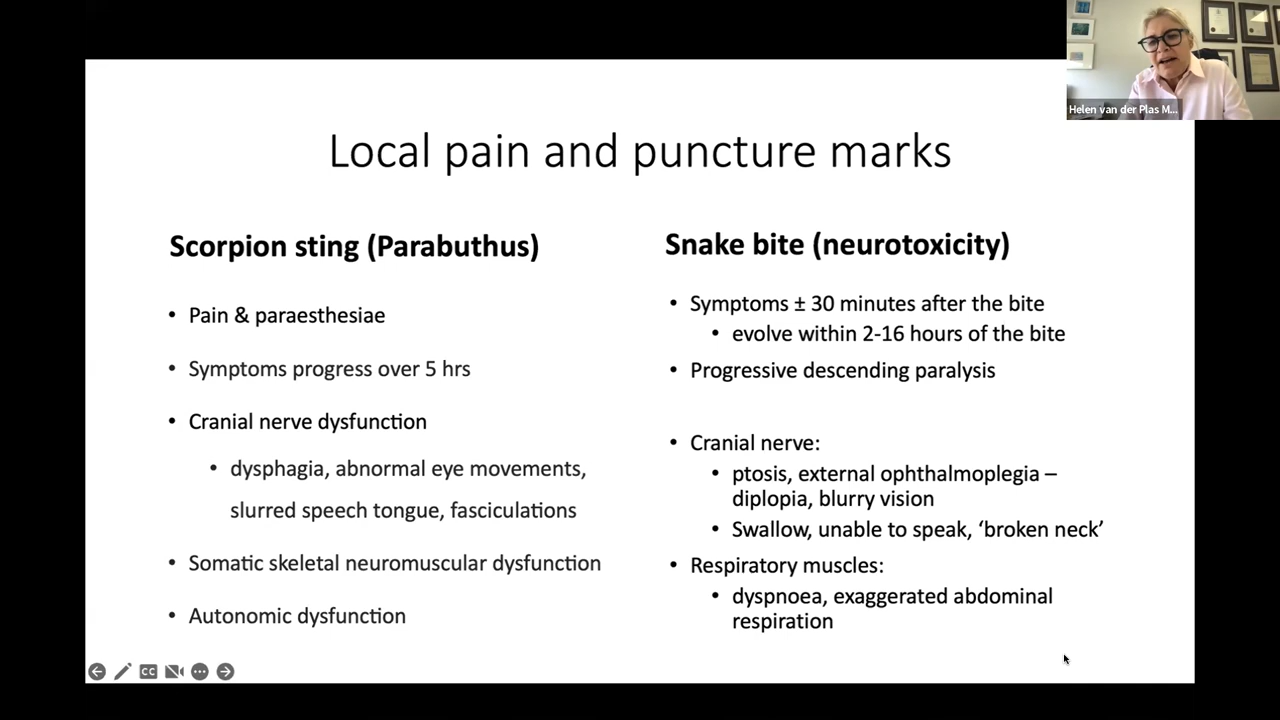 Helen van der Plas M...
Local pain and puncture marks
Scorpion sting (Parabuthus)
• Pain & paraesthesiae
• Symptoms progress over 5 hrs
• Cranial nerve dysfunction
• dysphagia, abnormal eye movements,
slurred speech tongue, fasciculations
• Somatic skeletal neuromuscular dysfunction
• Autonomic dysfunction
Snake bite (neurotoxicity)
• Symptoms ± 30 minutes after the bite
• evolve within 2-16 hours of the bite
• Progressive descending paralysis
• Cranial nerve:
• ptosis, external ophthalmoplegia –
diplopia, blurry vision
• Swallow, unable to speak, ‘broken neck’
• Respiratory muscles:
• dyspnoea, exaggerated abdominal
respiration
CC